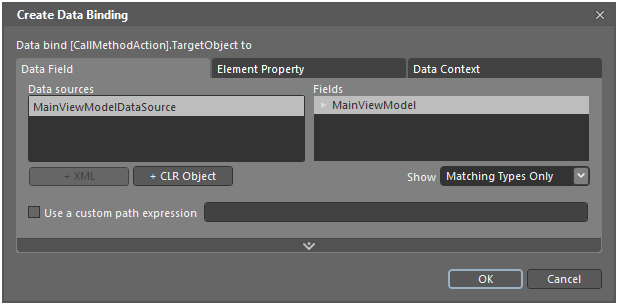 Create Data Binding
Data bind [CallMethodAction].TargetObject to
Data Field
Element Property
Data Context
Data sources
MainViewModelDataSource
Fields
MainViewModel
+ XML
+ CLR Object
Show
Matching Types Only
Use a custom path expression
OK
Cancel